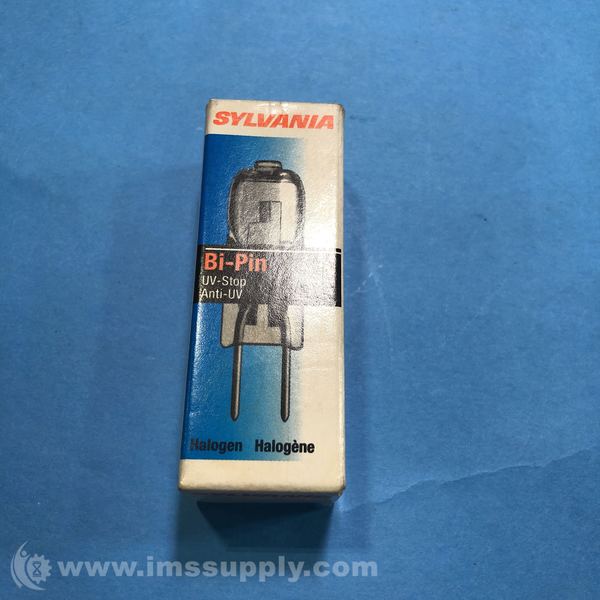 SYLVANIA
Bi-Pin
UV-Stop
Anti-UV
Halogen Halogène
www.imssupply.com